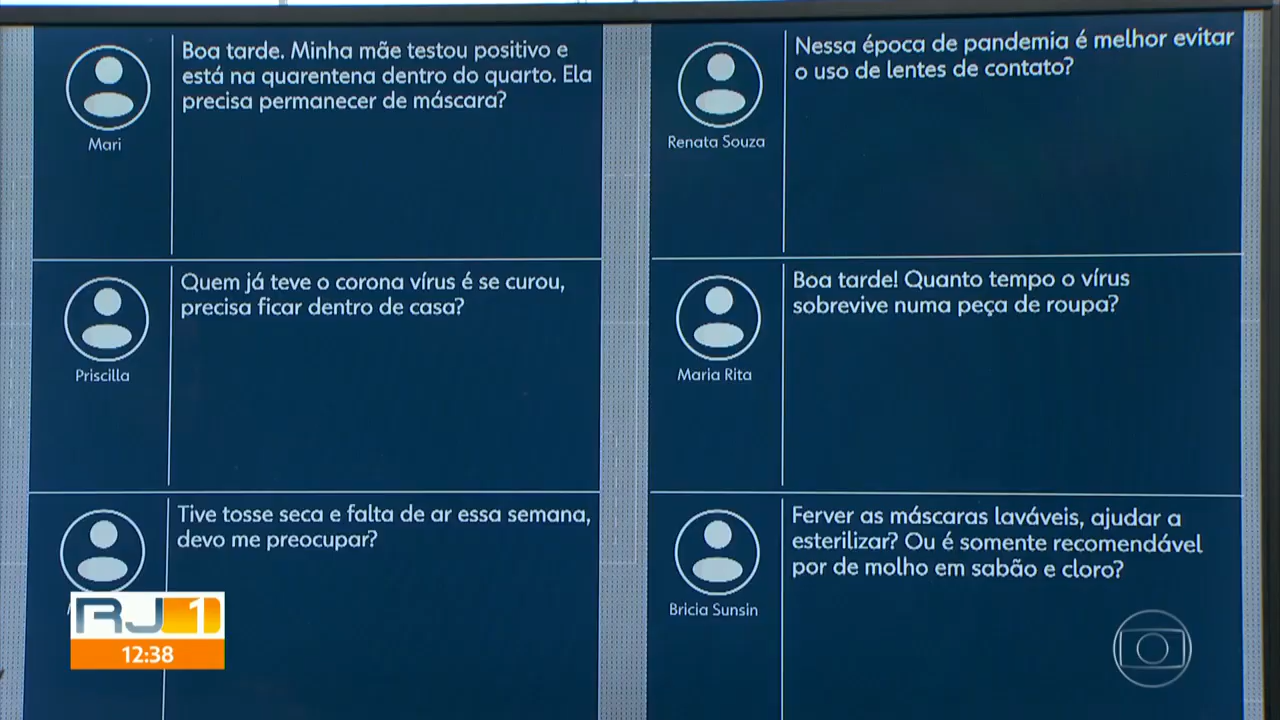 Boa tarde. Minha mãe testou positivo e
está na quarentena dentro do quarto. Ela
precisa permanecer de máscara?
Mari
Nessa época de pandemia é melhor evitar
o uso de lentes de contato?
Renata Souza
Quem já teve o corona vírus é se curou,
precisa ficar dentro de casa?
Priscilla
Boa tarde! Quanto tempo o vírus
sobrevive numa peça de roupa?
Maria Rita
Tive tosse seca e falta de ar essa semana,
devo me preocupar?
Ferver as máscaras laváveis, ajudar a
esterilizar? Ou é somente recomendável
por de molho em sabão e cloro?
Bricia Sunsin
RJ1
12:38